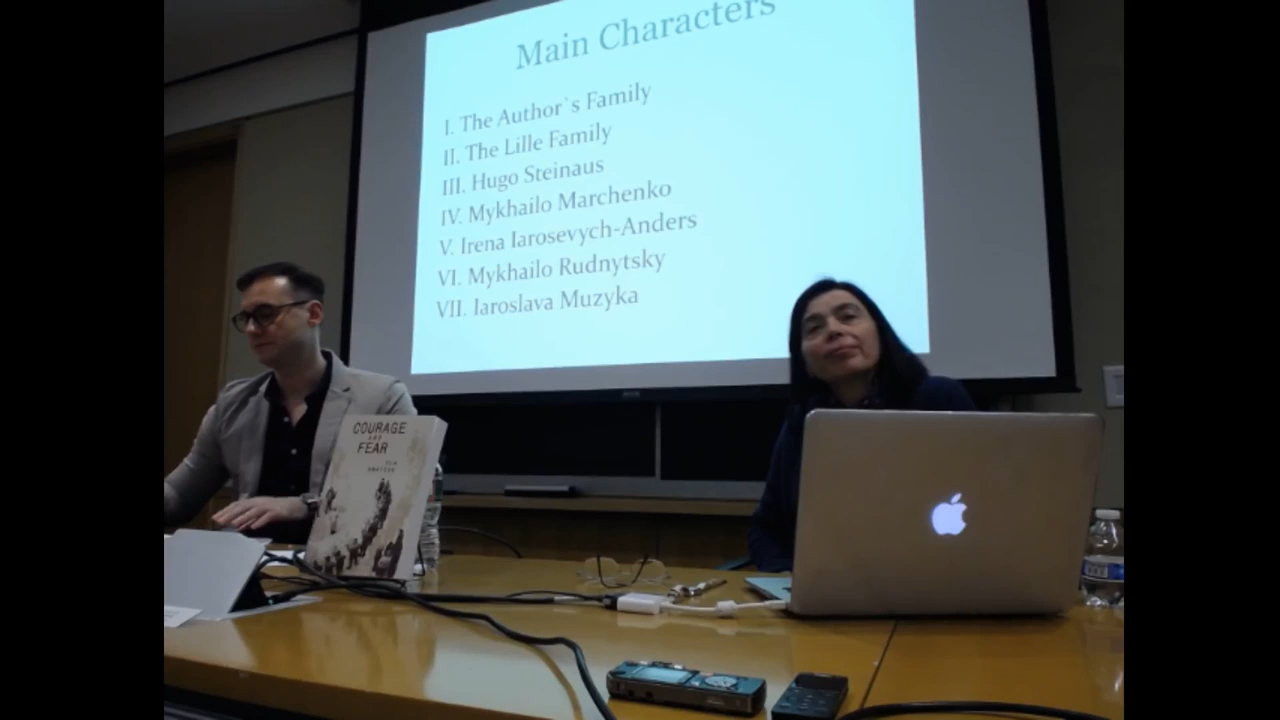 Main Characters
I. The Author`s Family
II. The Lille Family
III. Hugo Steinaus
IV. Mykhailo Marchenko
V. Irena Iarosevych-Anders
VI. Mykhailo Rudnytsky
VII. Iaroslava Muzyka
COURAGE
AND
FEAR